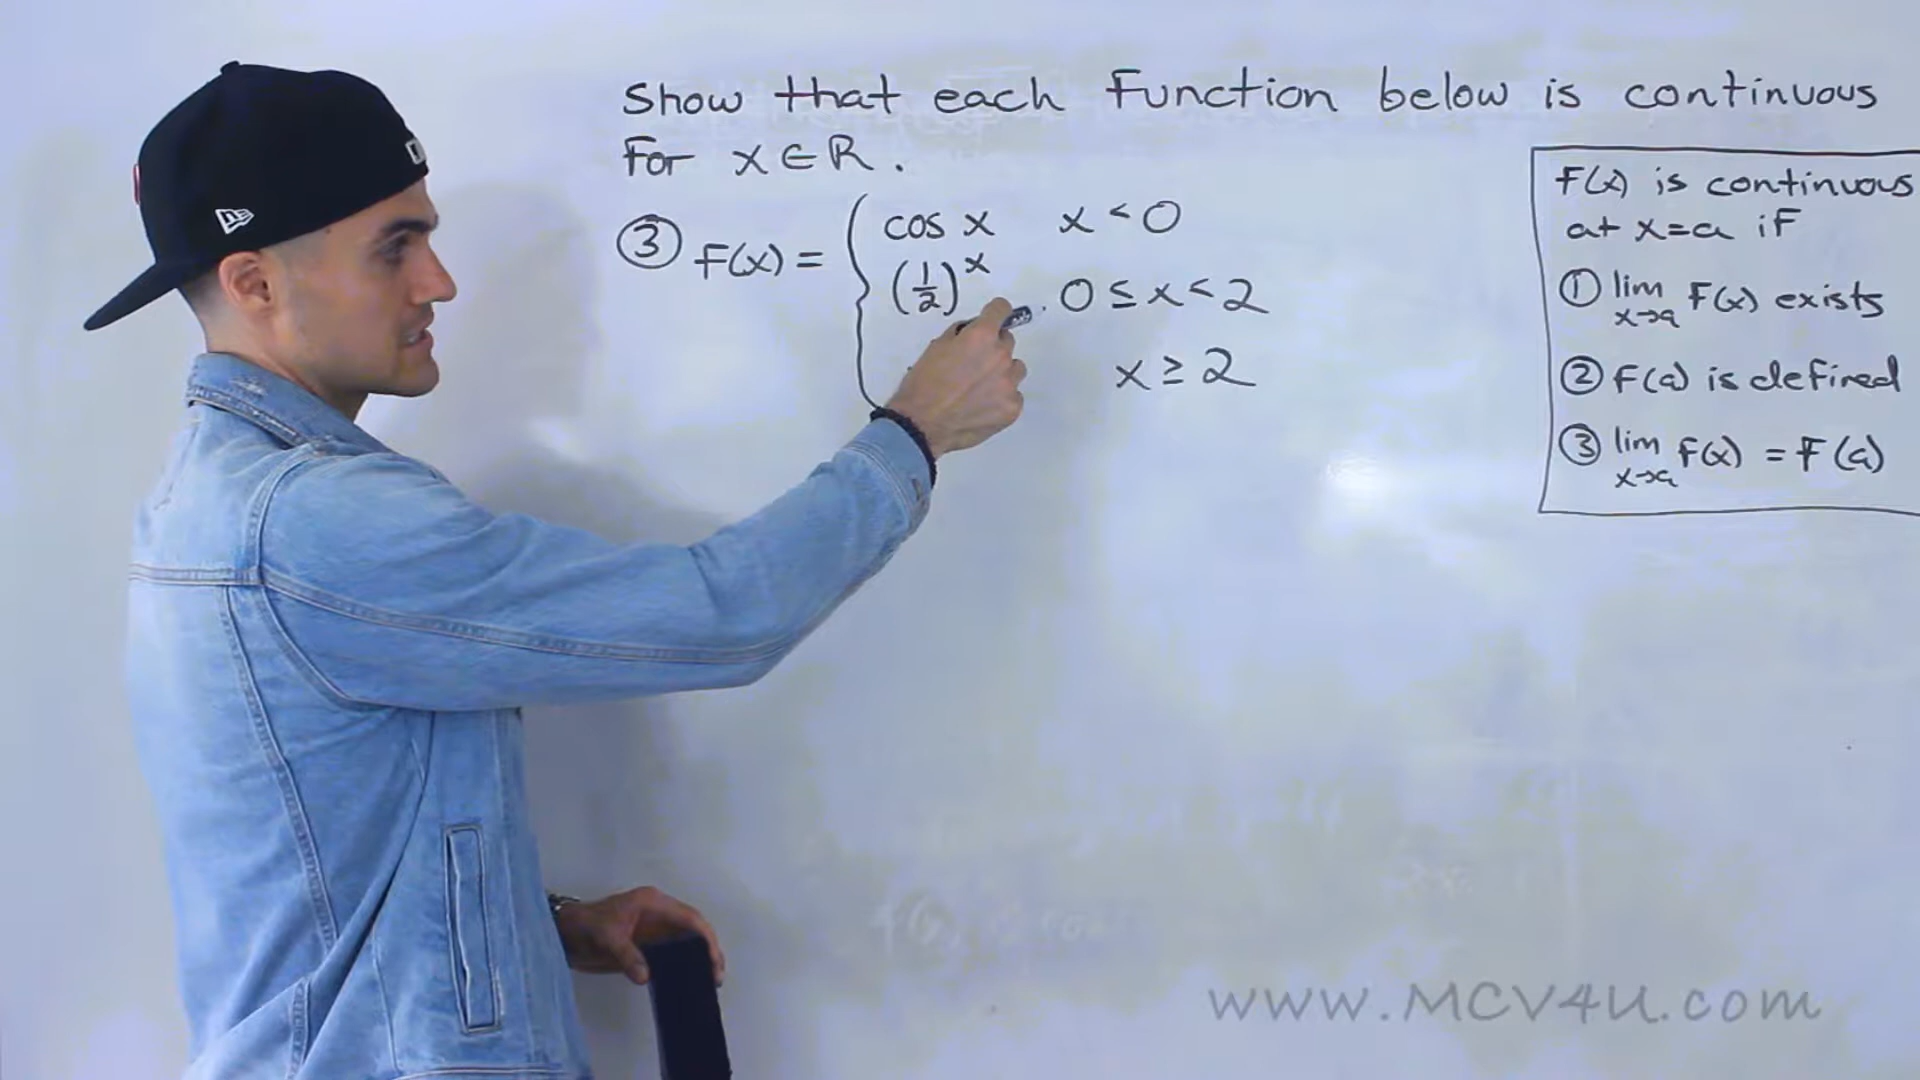 Show that each Function below is continuous
For x∈R.
③ F(x) = { cos x x < 0
(1/2)^x 0 ≤ x < 2
x ≥ 2
F(x) is continuous
at x=a if
① lim x→a F(x) exists
② F(a) is defined
③ lim x→a F(x) = F(a)
www.MCV4U.com